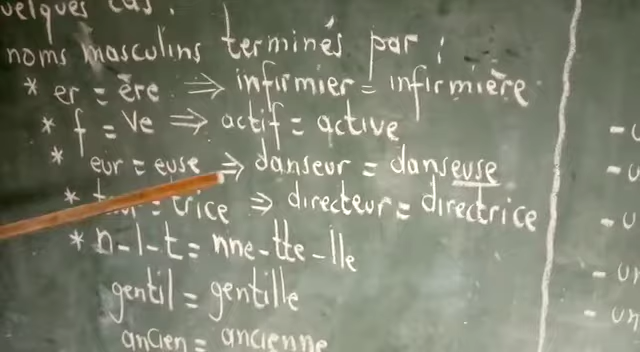 cas.
noms masculins terminés par :
* er = ère ⇒ infirmier = infirmière
* f = ve ⇒ actif = active
* eur = euse ⇒ danseur = danseuse
* = trice ⇒ directeur = directrice
* n-l-t = nne-tte-lle
gentil = gentille
ancien = ancienne
- un